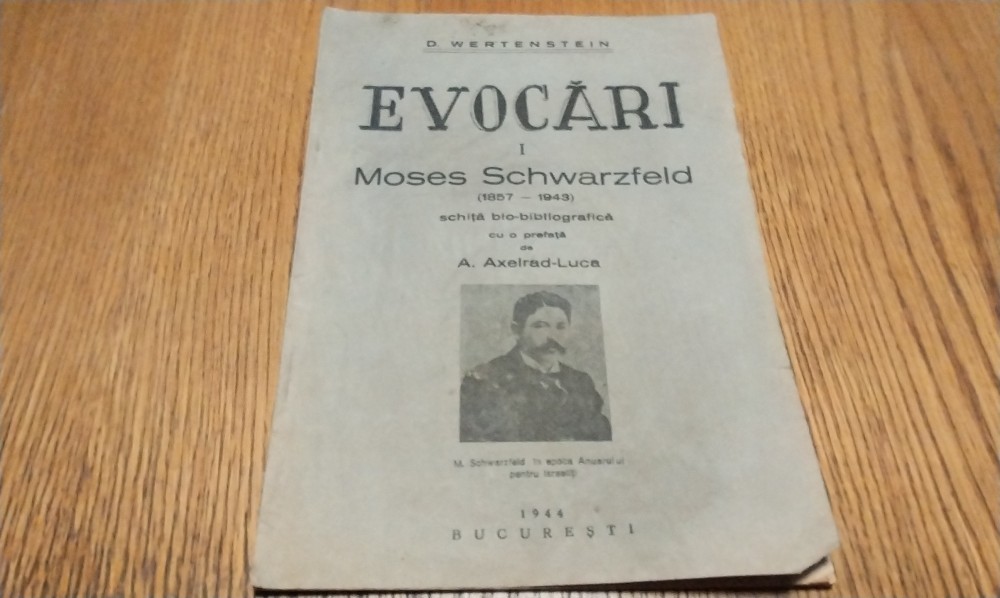 D. WERTENSTEIN
EVOCĂRI
I
Moses Schwarzfeld
(1857 — 1943)
schiță bio-bibliografică
cu o prefață
de
A. Axelrad-Luca
M. Schwarzfeld în epoca Anuarului
pentru Israeliți
1944
BUCUREȘTI